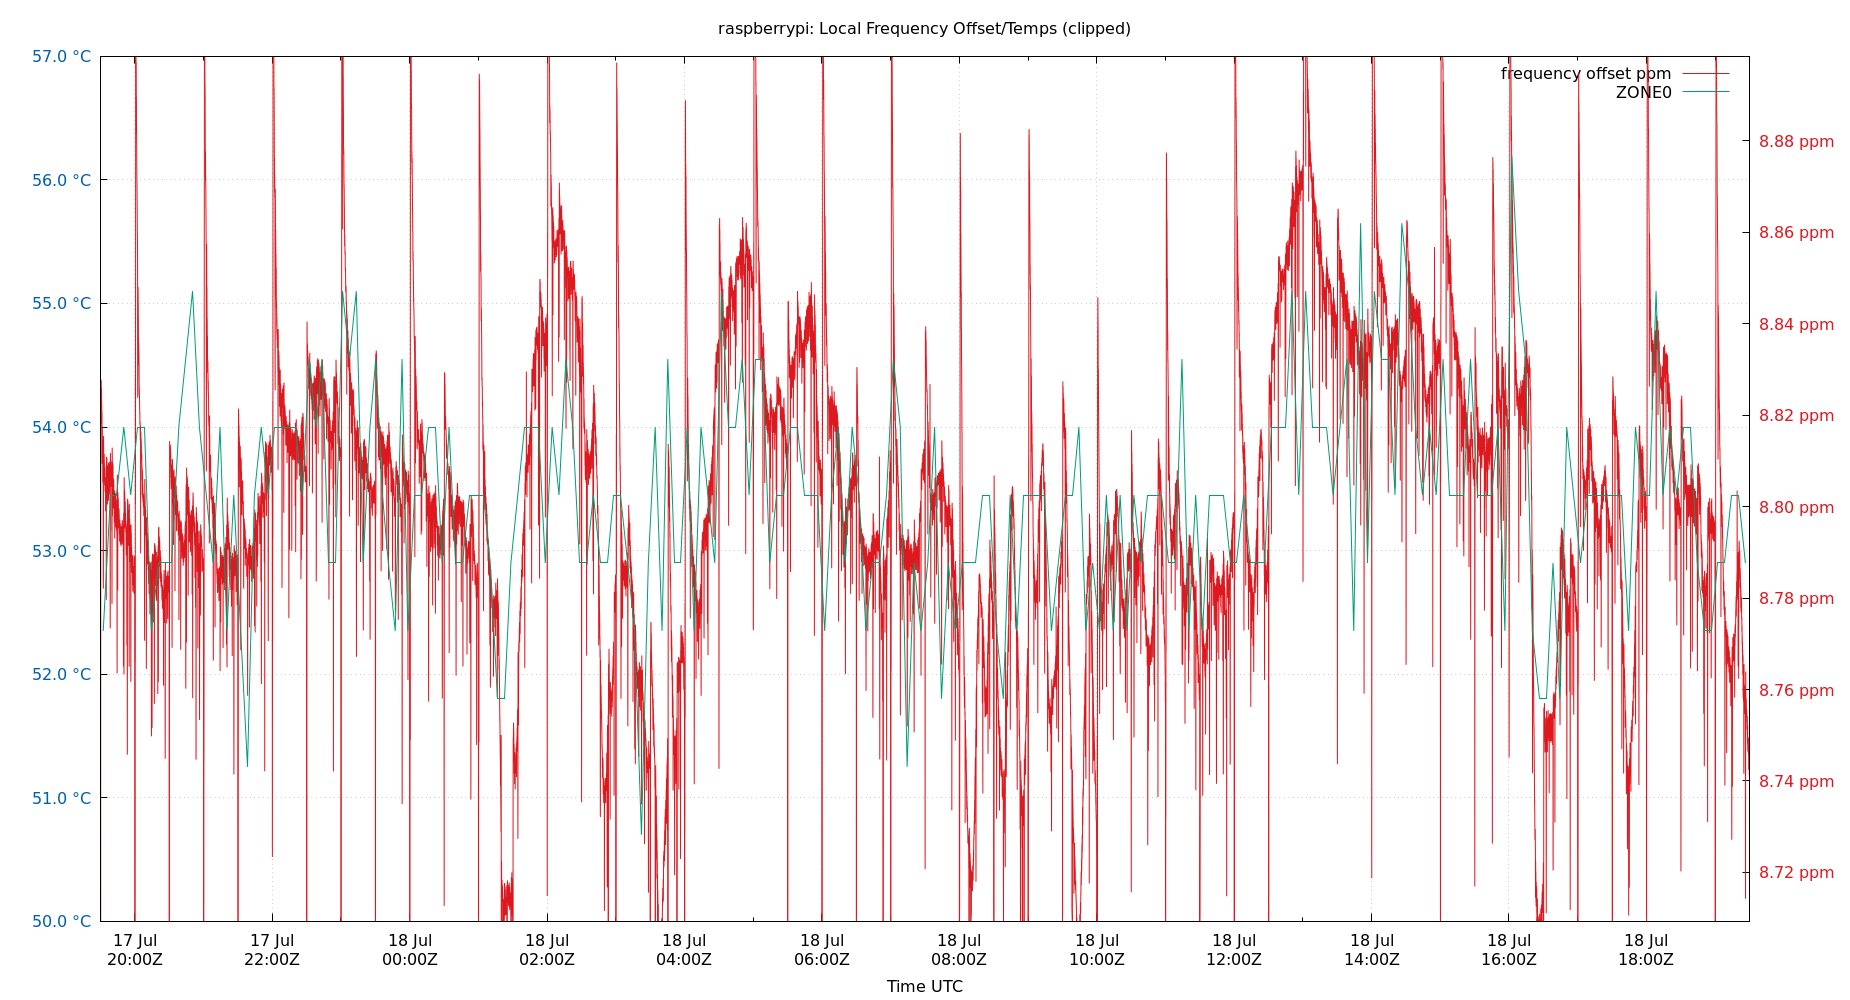 raspberrypi: Local Frequency Offset/Temps (clipped)
57.0 °C
56.0 °C
55.0 °C
54.0 °C
53.0 °C
52.0 °C
51.0 °C
50.0 °C
frequency offset ppm
ZONE0
8.88 ppm
8.86 ppm
8.84 ppm
8.82 ppm
8.80 ppm
8.78 ppm
8.76 ppm
8.74 ppm
8.72 ppm
17 Jul 17 Jul 18 Jul 18 Jul 18 Jul 18 Jul 18 Jul 18 Jul 18 Jul 18 Jul 18 Jul 18 Jul
20:00Z 22:00Z 00:00Z 02:00Z 04:00Z 06:00Z 08:00Z 10:00Z 12:00Z 14:00Z 16:00Z 18:00Z
Time UTC